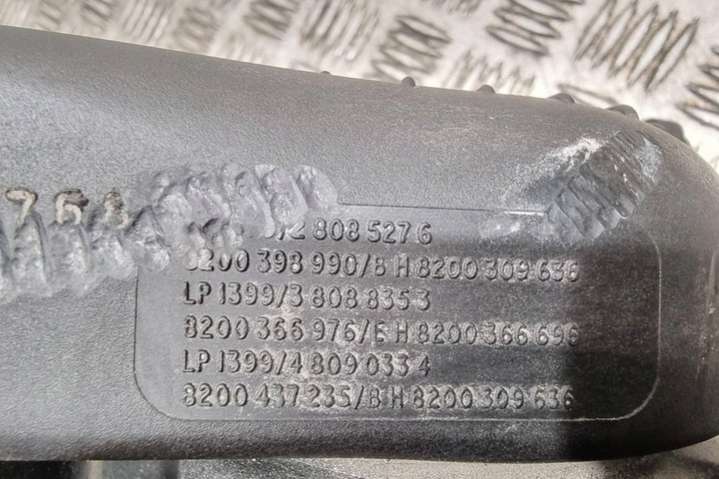 768
/2 808 527 6
8200 398 990/B H 8200 309 636
LP 1399/3 808 835 3
8200 366 976/E H 8200 366 696
LP 1399/4 809 033 4
8200 437 235/B H 8200 309 636